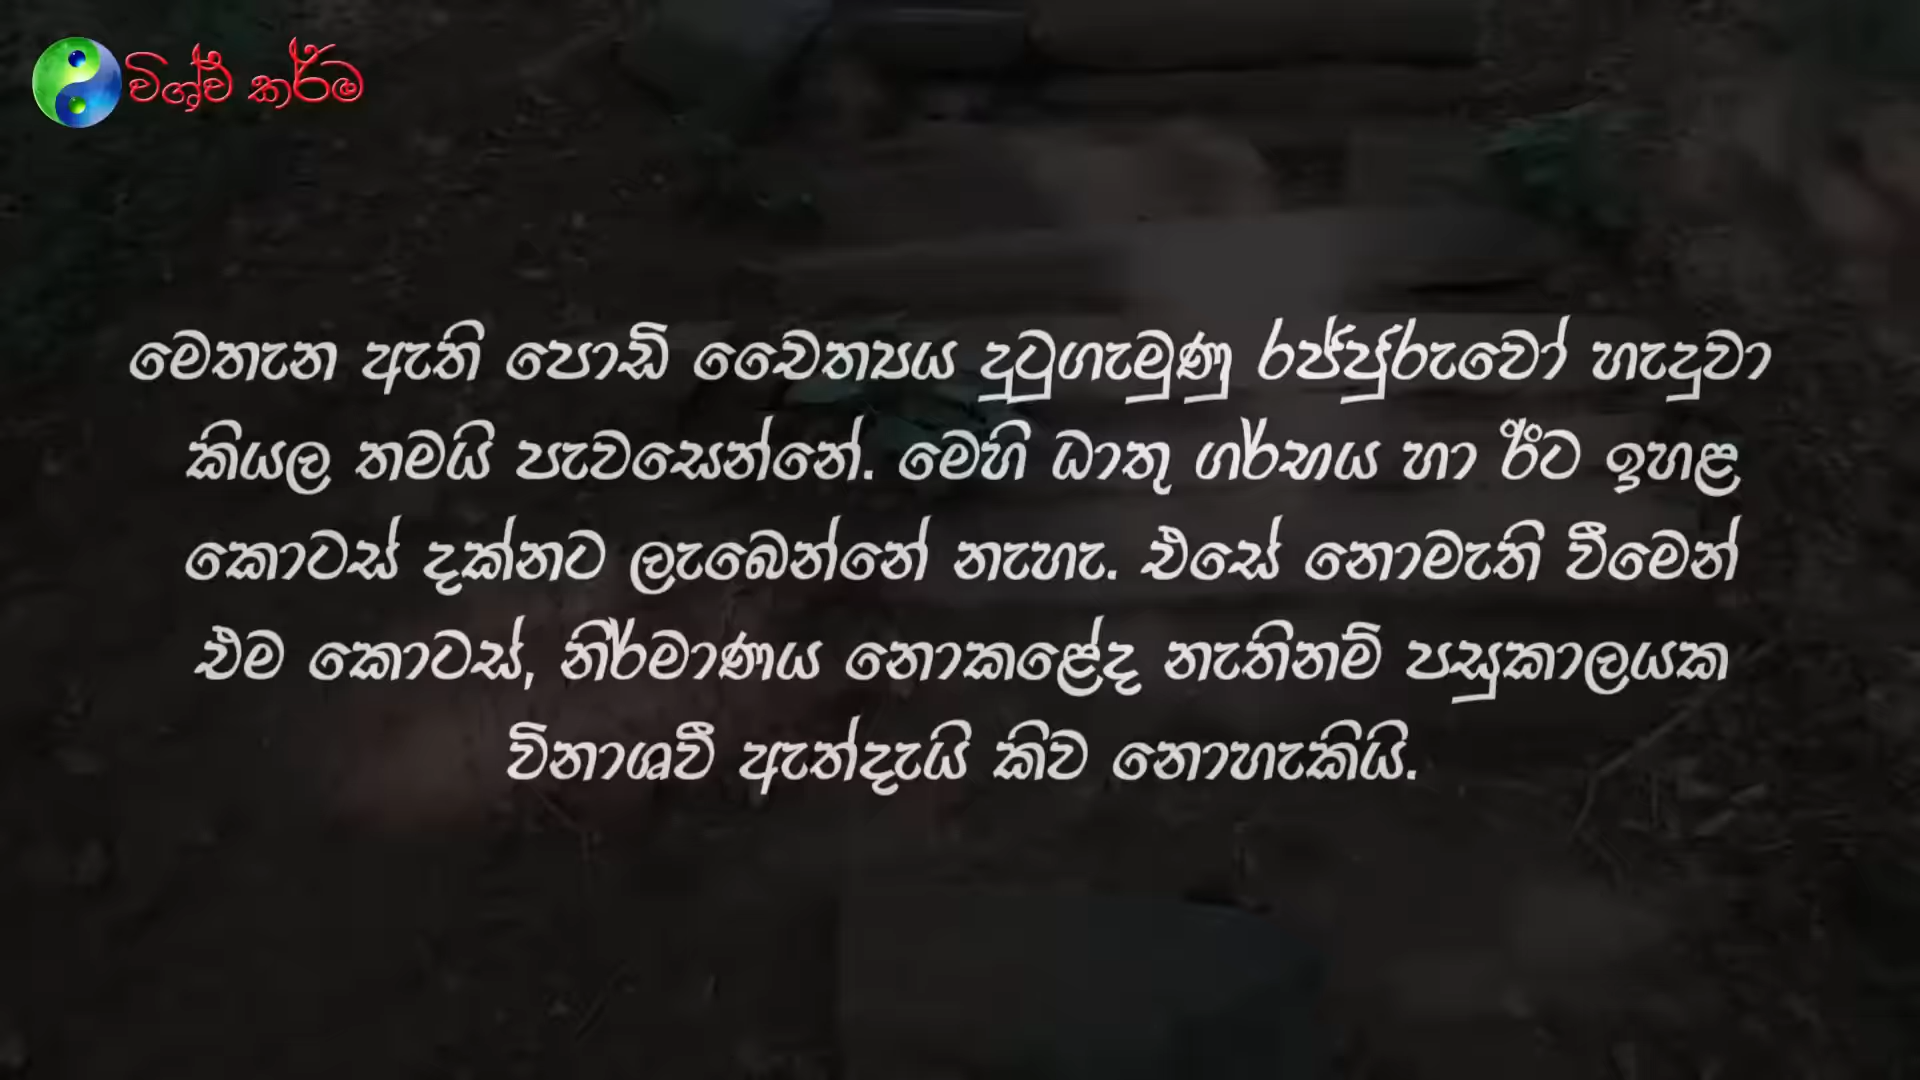 විශ්ව කර්ම
මෙතැන ඇති පොඩි චෛත්‍යය දුටුගැමුණු රජ්ජුරුවෝ හැදුවා
කියල තමයි පැවසෙන්නේ. මෙහි ධාතු ගර්භය හා ඊට ඉහළ
කොටස් දක්නට ලැබෙන්නේ නැහැ. එසේ නොමැති වීමෙන්
එම කොටස්, නිර්මාණය නොකළේද නැතිනම් පසුකාලයක
විනාශවී ඇත්දැයි කිව නොහැකියි.